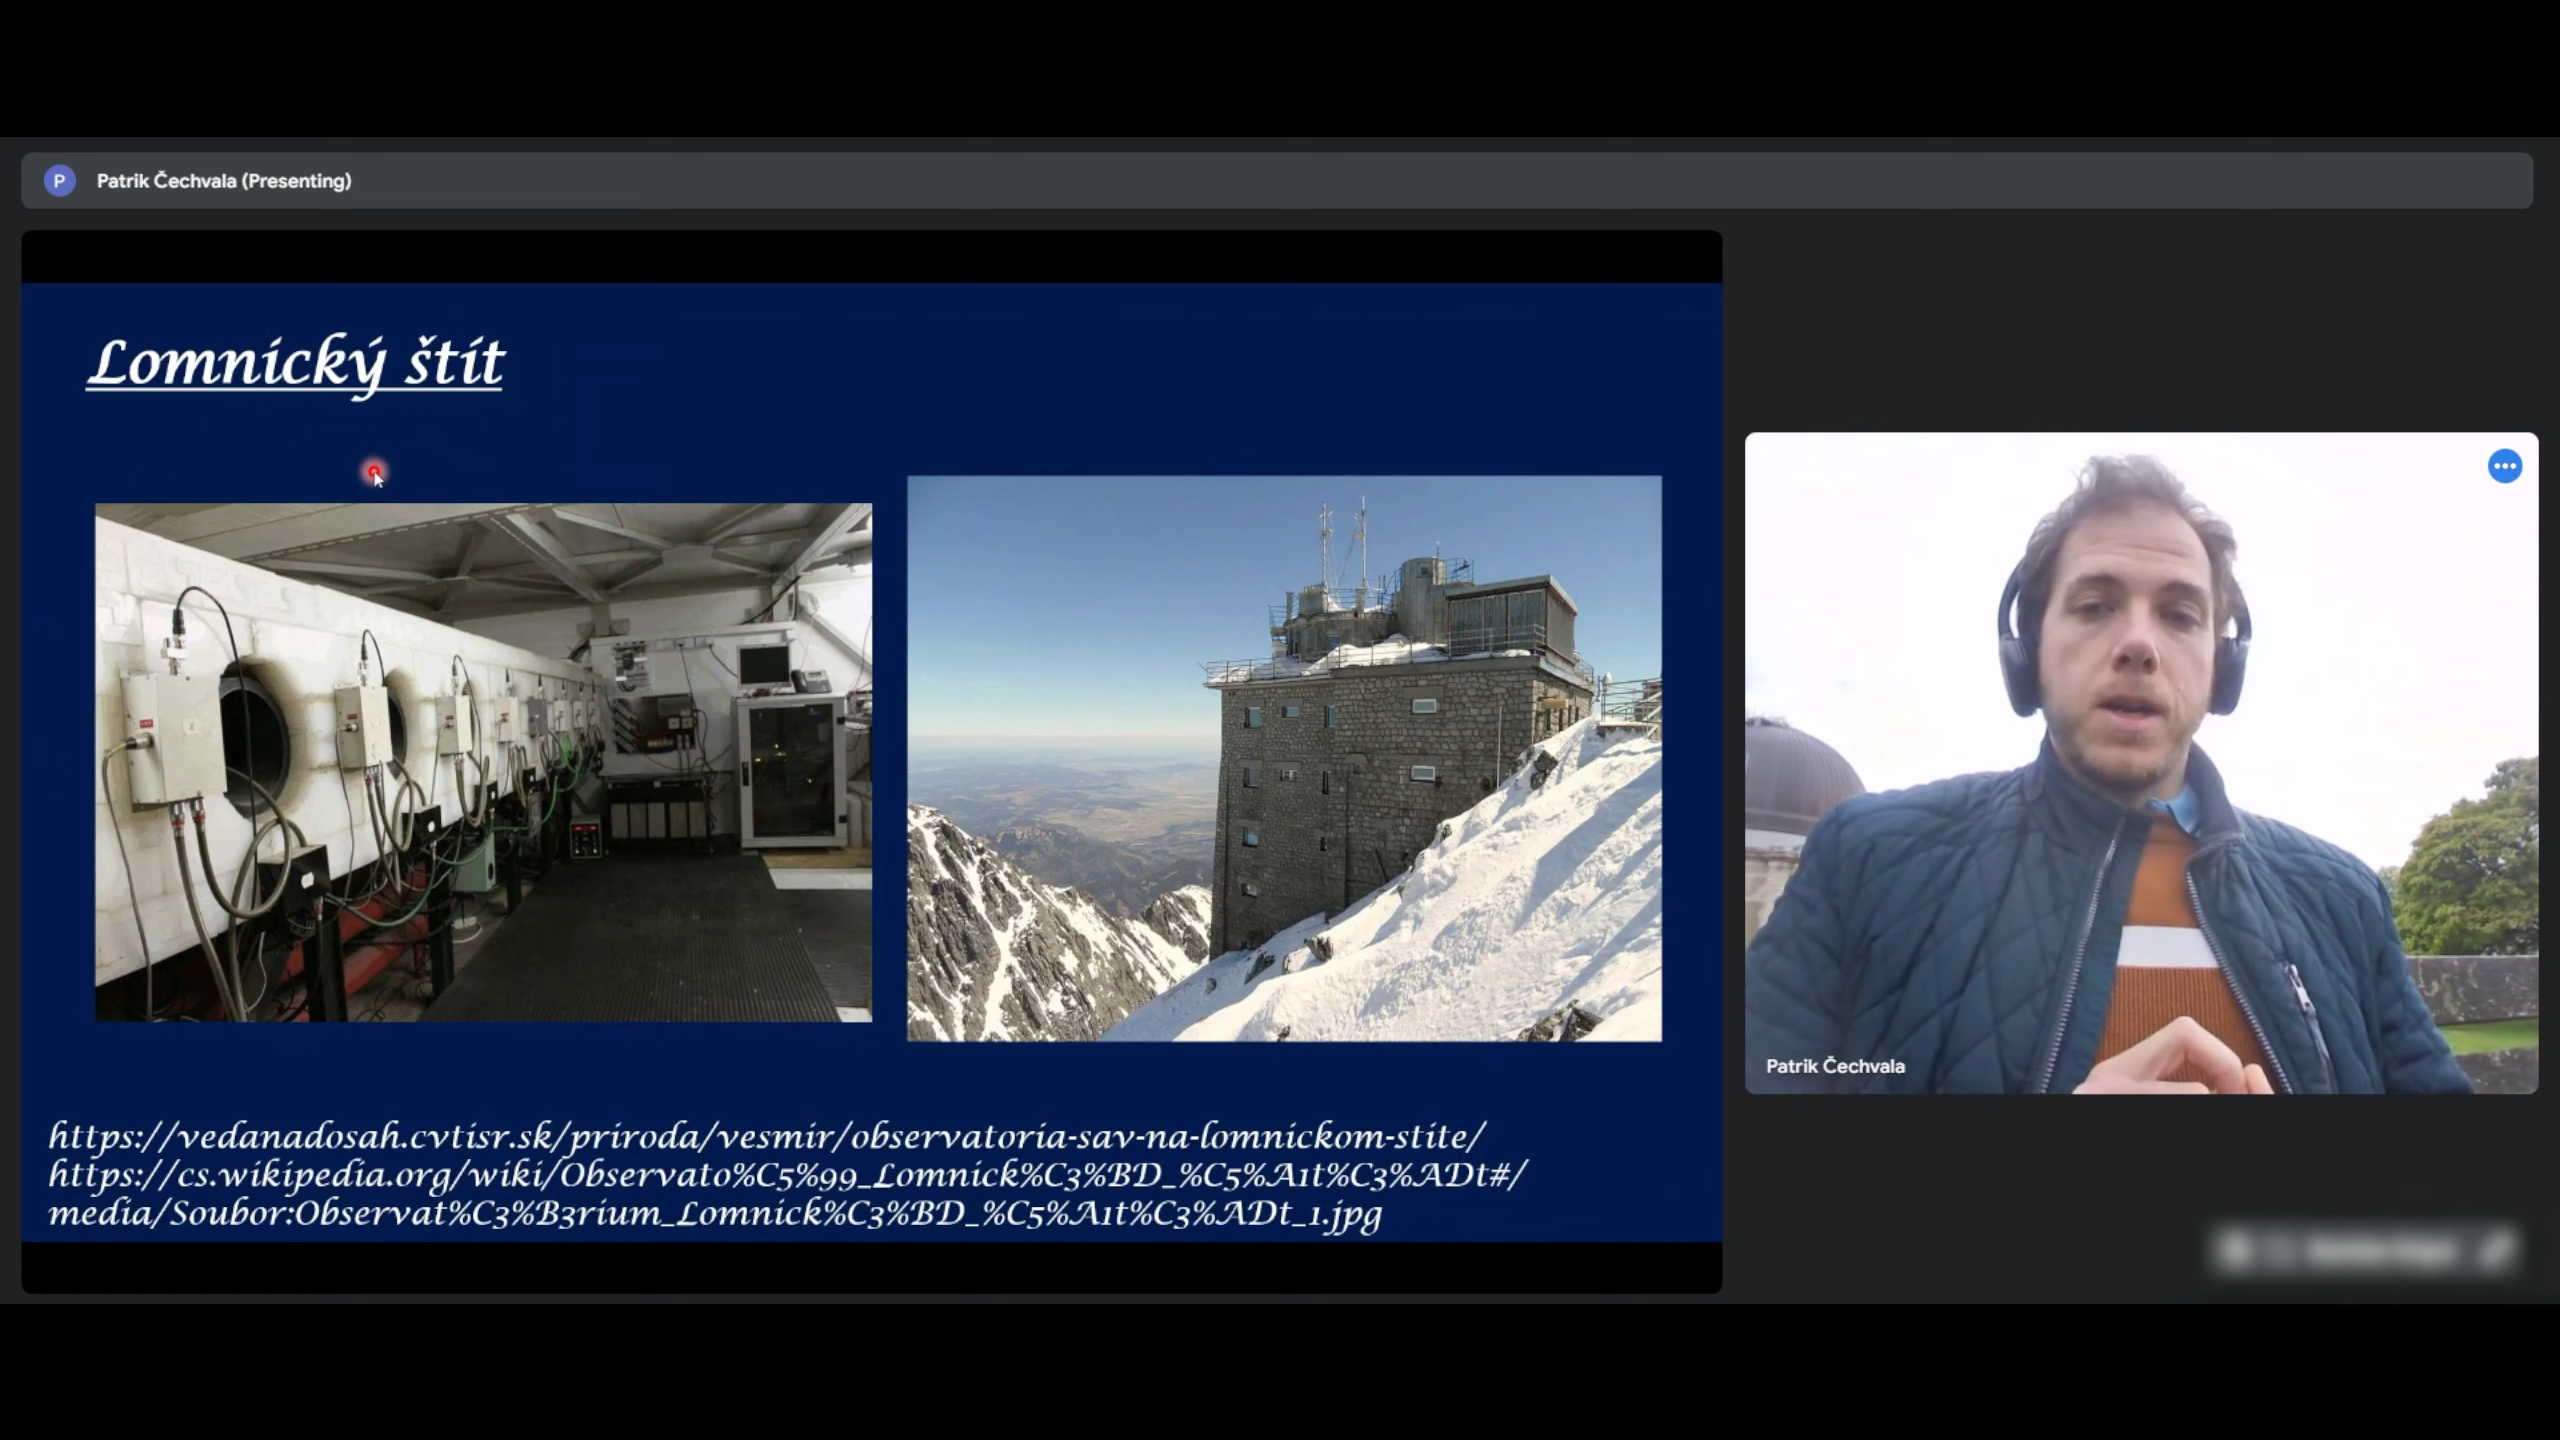 P
Patrik Čechvala (Presenting)
Lomnický štít
https://vedanadosah.cvtisr.sk/priroda/vesmir/observatoria-sav-na-lomnickom-stite/
https://cs.wikipedia.org/wiki/Observato%C5%99_Lomnick%C3%BD_%C5%A1t%C3%ADt#/
media/Soubor:Observat%C3%B3rium_Lomnick%C3%BD_%C5%A1t%C3%ADt_1.jpg
Patrik Čechvala